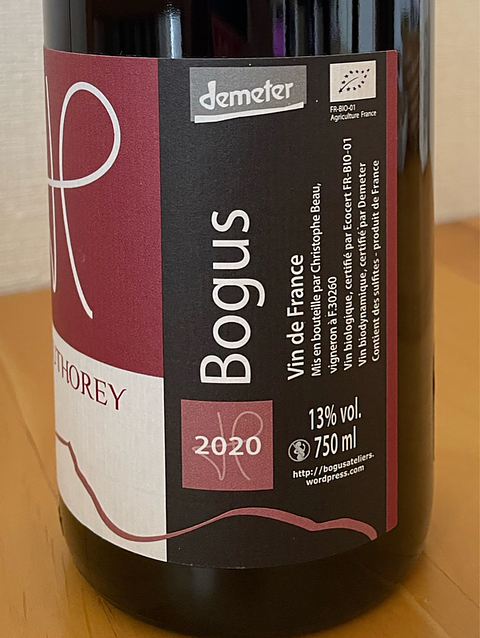 demeter
FR-BIO-01
Agriculture France
Bogus
Vin de France
Mis en bouteille par Christophe Beau,
vigneron à F.30260
Vin biologique, certifié par Ecocert FR-BIO-01
Vin biodynamique, certifié par Demeter
Contient des sulfites - produit de France
THOREY
2020
13% vol.
750 ml
http://bogusateliers.
wordpress.com